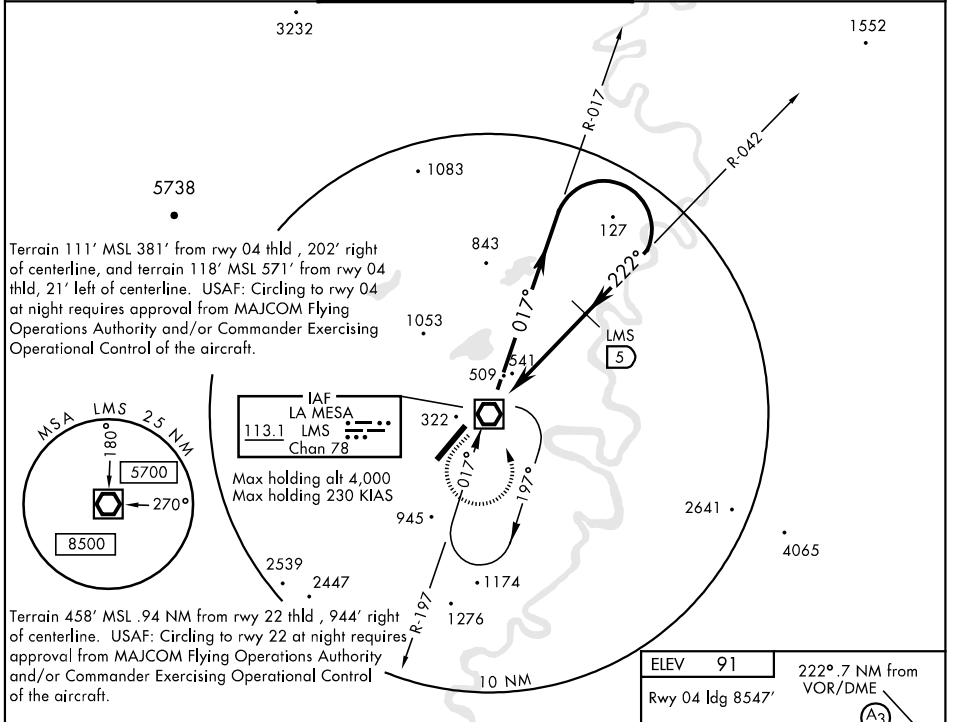 3232
1552
R-017
R-042
1083
5738
127
843
222°
017°
Terrain 111' MSL 381' from rwy 04 thld , 202' right
of centerline, and terrain 118' MSL 571' from rwy 04
thld, 21' left of centerline. USAF: Circling to rwy 04
at night requires approval from MAJCOM Flying
Operations Authority and/or Commander Exercising
Operational Control of the aircraft.
1053
LMS
5
541
509
IAF
LA MESA
113.1 LMS
Chan 78
322
Max holding alt 4,000
Max holding 230 KIAS
MSA LMS 25 NM
180°
5700
270°
8500
017°
197°
945
2641
4065
2539
2447
1174
1276
R-197
Terrain 458' MSL .94 NM from rwy 22 thld , 944' right
of centerline. USAF: Circling to rwy 22 at night requires
approval from MAJCOM Flying Operations Authority
and/or Commander Exercising Operational Control
of the aircraft.
10 NM
ELEV 91
Rwy 04 ldg 8547'
222° .7 NM from
VOR/DME
A3